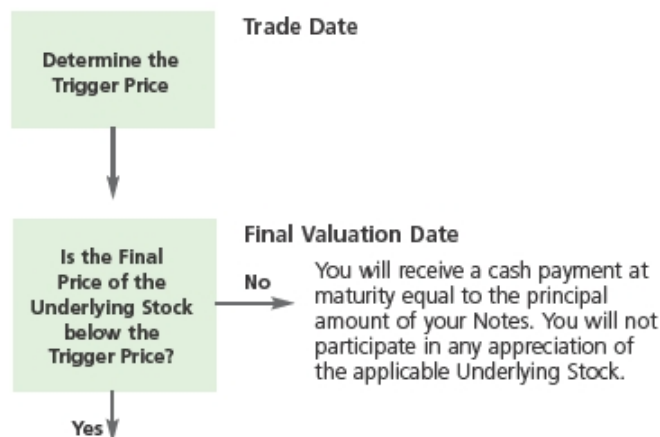 Trade Date
Determine the
Trigger Price
Final Valuation Date
Is the Final
Price of the
Underlying Stock
below the
Trigger Price?
No
You will receive a cash payment at
maturity equal to the principal
amount of your Notes. You will not
participate in any appreciation of
the applicable Underlying Stock.
Yes